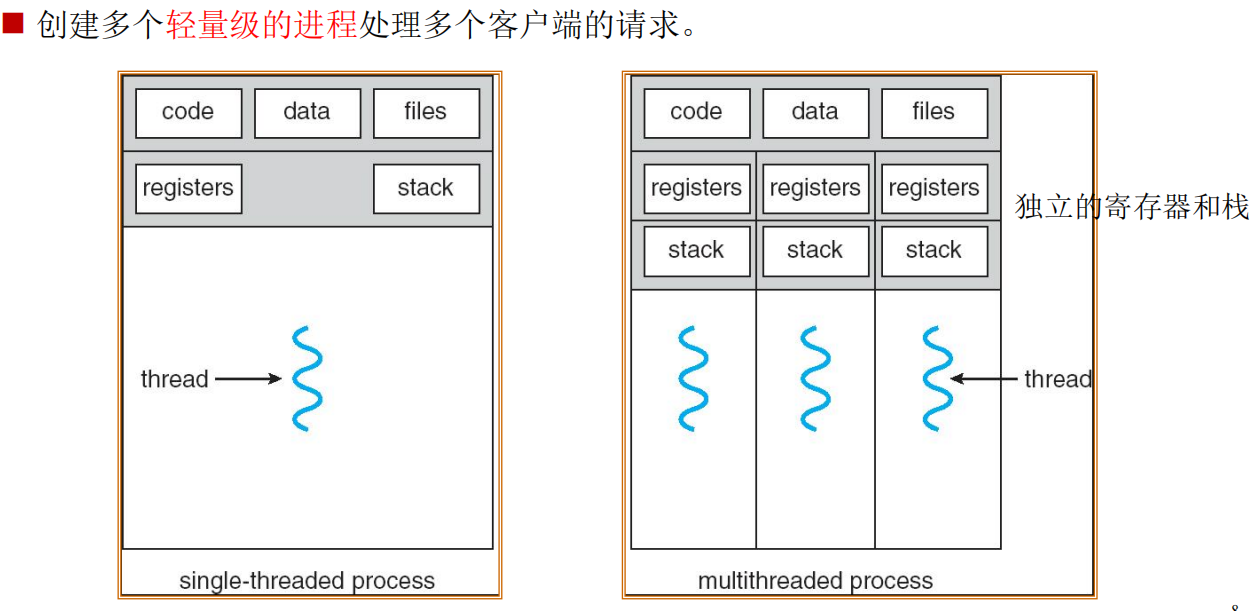 创建多个轻量级的进程处理多个客户端的请求。
code data files
registers stack
thread
single-threaded process
code data files
registers registers registers
独立的寄存器和栈
stack stack stack
thread
multithreaded process